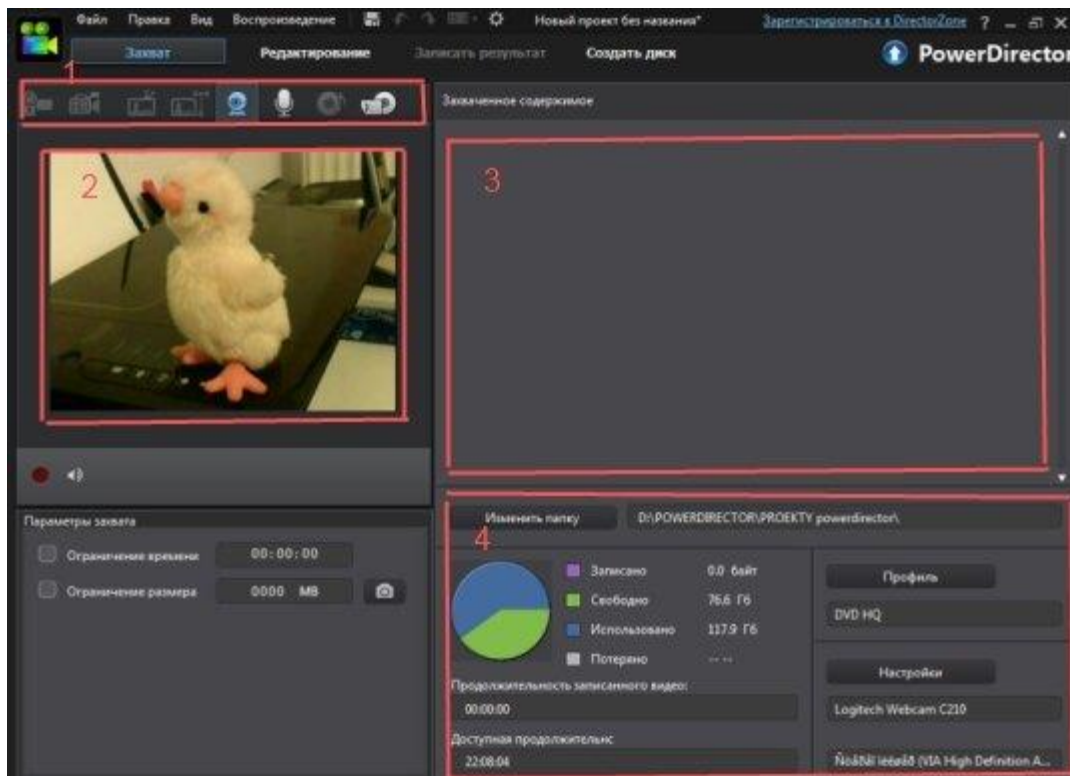 Файл Правка Вид Воспроизведение Новый проект без названия* Зарегистрироваться в DirectorZone ? 
Захват Редактирование Записать результат Создать диск PowerDirector
1
Захваченное содержимое
2
3
Параметры захвата
Ограничение времени 00:00:00
Ограничение размера 0000 MB
Изменить папку D:\POWERDIRECTOR\PROEKTY powerdirector\
4
Записано 0.0 байт
Свободно 76.6 Гб
Использовано 117.9 Гб
Потеряно -- --
Продолжительность записанного видео:
00:00:00
Доступная продолжительнс
22:08:04
Профиль
DVD HQ
Настройки
Logitech Webcam C210
(VIA High Definition A...